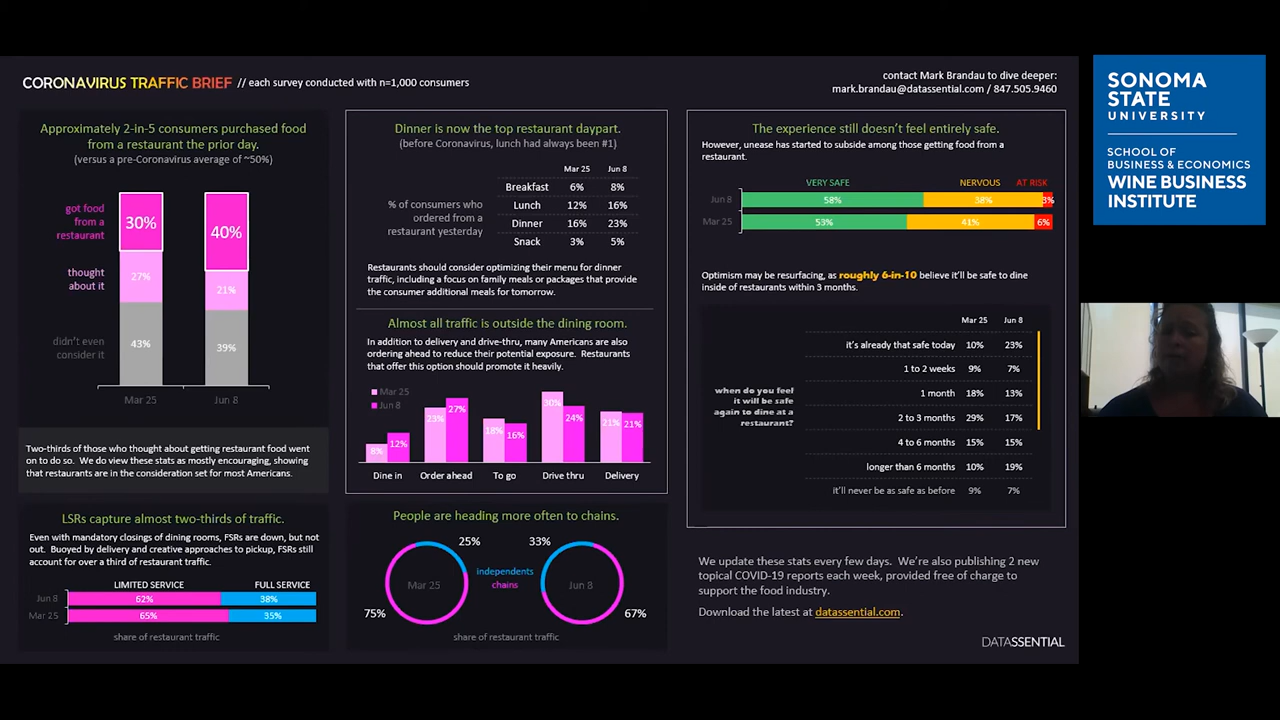 CORONAVIRUS TRAFFIC BRIEF // each survey conducted with n=1,000 consumers
contact Mark Brandau to dive deeper:
mark.brandau@datassential.com / 847.505.9460
Approximately 2-in-5 consumers purchased food
from a restaurant the prior day.
(versus a pre-Coronavirus average of ~50%)
got food
from a
restaurant
30%
40%
thought
about it
27%
21%
didn't even
consider it
43%
39%
Mar 25
Jun 8
Two-thirds of those who thought about getting restaurant food went
on to do so. We do view these stats as mostly encouraging, showing
that restaurants are in the consideration set for most Americans.
LSRs capture almost two-thirds of traffic.
Even with mandatory closings of dining rooms, FSRs are down, but not
out. Buoyed by delivery and creative approaches to pickup, FSRs still
account for over a third of restaurant traffic.
LIMITED SERVICE FULL SERVICE
Jun 8 62% 38%
Mar 25 65% 35%
share of restaurant traffic
Dinner is now the top restaurant daypart.
(before Coronavirus, lunch had always been #1)
% of consumers who
ordered from a
restaurant yesterday
Mar 25 Jun 8
Breakfast 6% 8%
Lunch 12% 16%
Dinner 16% 23%
Snack 3% 5%
Restaurants should consider optimizing their menu for dinner
traffic, including a focus on family meals or packages that provide
the consumer additional meals for tomorrow.
Almost all traffic is outside the dining room.
In addition to delivery and drive-thru, many Americans are also
ordering ahead to reduce their potential exposure. Restaurants
that offer this option should promote it heavily.
Mar 25
Jun 8
8% 12% 23% 27% 18% 16% 30% 24% 21% 21%
Dine in Order ahead To go Drive thru Delivery
People are heading more often to chains.
25% 33%
Mar 25 independents Jun 8
chains
75% 67%
share of restaurant traffic
The experience still doesn't feel entirely safe.
However, unease has started to subside among those getting food from a
restaurant.
VERY SAFE NERVOUS AT RISK
Jun 8 58% 38% 3%
Mar 25 53% 41% 6%
Optimism may be resurfacing, as roughly 6-in-10 believe it'll be safe to dine
inside of restaurants within 3 months.
when do you feel
it will be safe
again to dine at a
restaurant?
Mar 25 Jun 8
it's already that safe today 10% 23%
1 to 2 weeks 9% 7%
1 month 18% 13%
2 to 3 months 29% 17%
4 to 6 months 15% 15%
longer than 6 months 10% 19%
it'll never be as safe as before 9% 7%
We update these stats every few days. We're also publishing 2 new
topical COVID-19 reports each week, provided free of charge to
support the food industry.
Download the latest at datassential.com.
DATASSENTIAL
SONOMA
STATE
UNIVERSITY
SCHOOL OF
BUSINESS & ECONOMICS
WINE BUSINESS
INSTITUTE